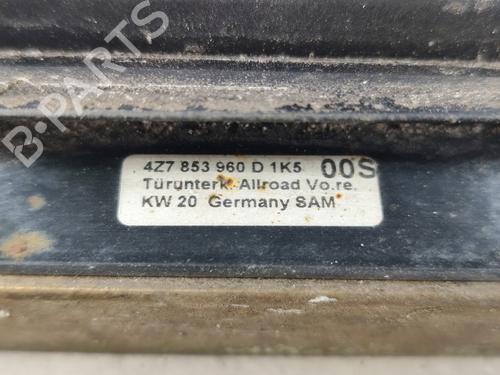 B-PARTS
4Z7 853 960 D 1K5 00S
Türunterk. Allroad Vo.re.
KW 20 Germany SAM